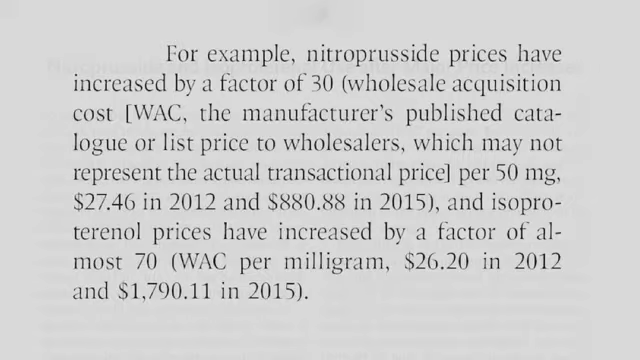 For example, nitroprusside prices have
increased by a factor of 30 (wholesale acquisition
cost [WAC, the manufacturer's published cata-
logue or list price to wholesalers, which may not
represent the actual transactional price] per 50 mg,
$27.46 in 2012 and $880.88 in 2015), and isopro-
terenol prices have increased by a factor of al-
most 70 (WAC per milligram, $26.20 in 2012
and $1,790.11 in 2015).